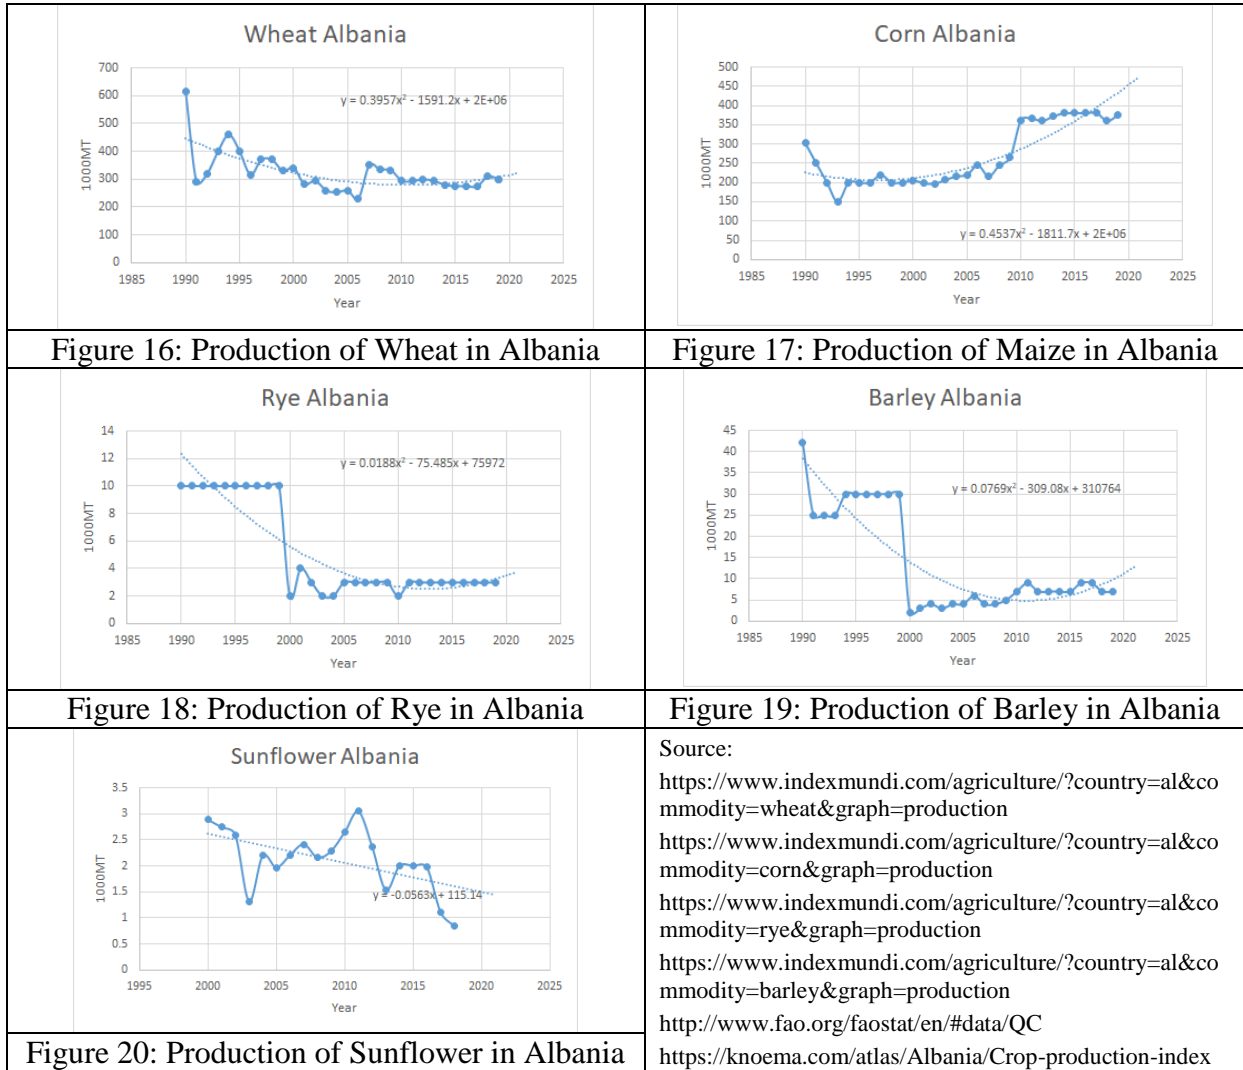 Wheat Albania
700
600
500
400
300
200
100
0
1000MT
y = 0.3957x² - 1591.2x + 2E+06
1985 1990 1995 2000 2005 2010 2015 2020 2025
Year
Figure 16: Production of Wheat in Albania
Corn Albania
500
450
400
350
300
250
200
150
100
50
0
1000MT
y = 0.4537x² - 1811.7x + 2E+06
1985 1990 1995 2000 2005 2010 2015 2020 2025
Year
Figure 17: Production of Maize in Albania
Rye Albania
14
12
10
8
6
4
2
0
1000MT
y = 0.0188x² - 75.485x + 75972
1985 1990 1995 2000 2005 2010 2015 2020 2025
Year
Figure 18: Production of Rye in Albania
Barley Albania
45
40
35
30
25
20
15
10
5
0
1000MT
y = 0.0769x² - 309.08x + 310764
1985 1990 1995 2000 2005 2010 2015 2020 2025
Year
Figure 19: Production of Barley in Albania
Sunflower Albania
3.5
3
2.5
2
1.5
1
0.5
0
1000MT
y = -0.0563x + 115.14
1995 2000 2005 2010 2015 2020 2025
Year
Figure 20: Production of Sunflower in Albania
Source:
https://www.indexmundi.com/agriculture/?country=al&co
mmodity=wheat&graph=production
https://www.indexmundi.com/agriculture/?country=al&co
mmodity=corn&graph=production
https://www.indexmundi.com/agriculture/?country=al&co
mmodity=rye&graph=production
https://www.indexmundi.com/agriculture/?country=al&co
mmodity=barley&graph=production
http://www.fao.org/faostat/en/#data/QC
https://knoema.com/atlas/Albania/Crop-production-index